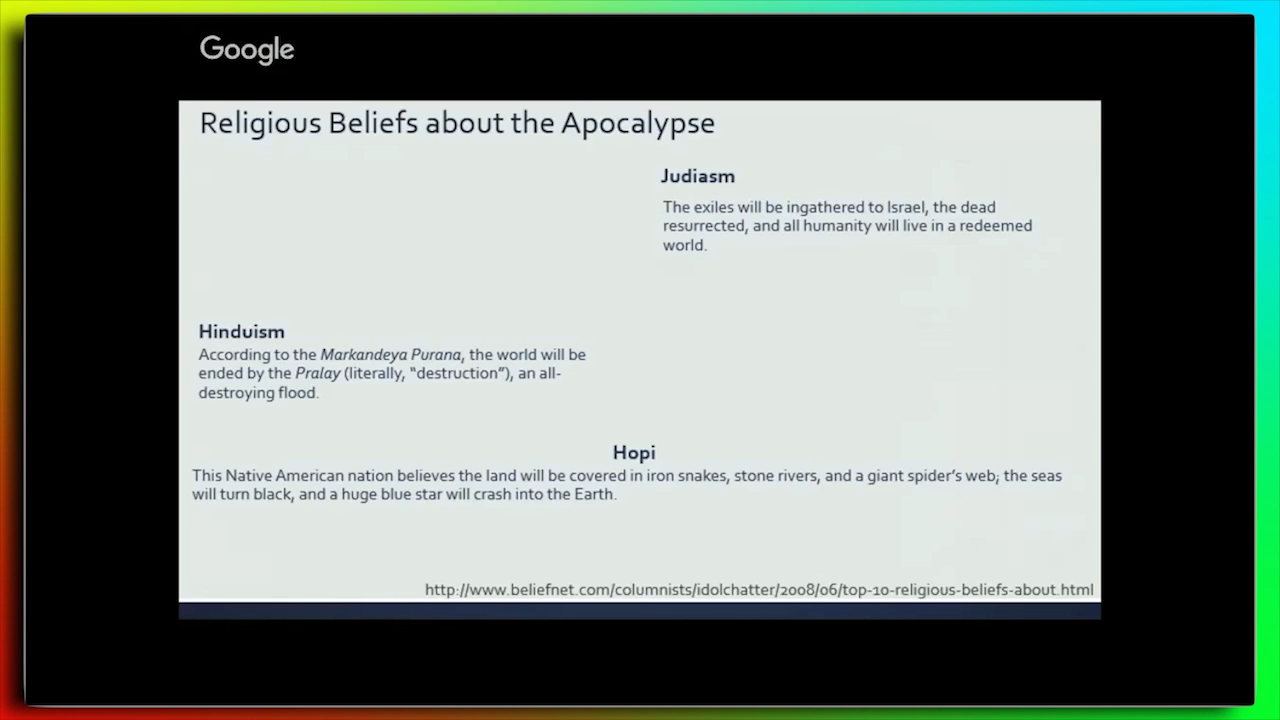 Google
Religious Beliefs about the Apocalypse
Judiasm
The exiles will be ingathered to Israel, the dead
resurrected, and all humanity will live in a redeemed
world.
Hinduism
According to the Markandeya Purana, the world will be
ended by the Pralay (literally, “destruction”), an all-
destroying flood.
Hopi
This Native American nation believes the land will be covered in iron snakes, stone rivers, and a giant spider’s web; the seas
will turn black, and a huge blue star will crash into the Earth.
http://www.beliefnet.com/columnists/idolchatter/2008/06/top-10-religious-beliefs-about.html